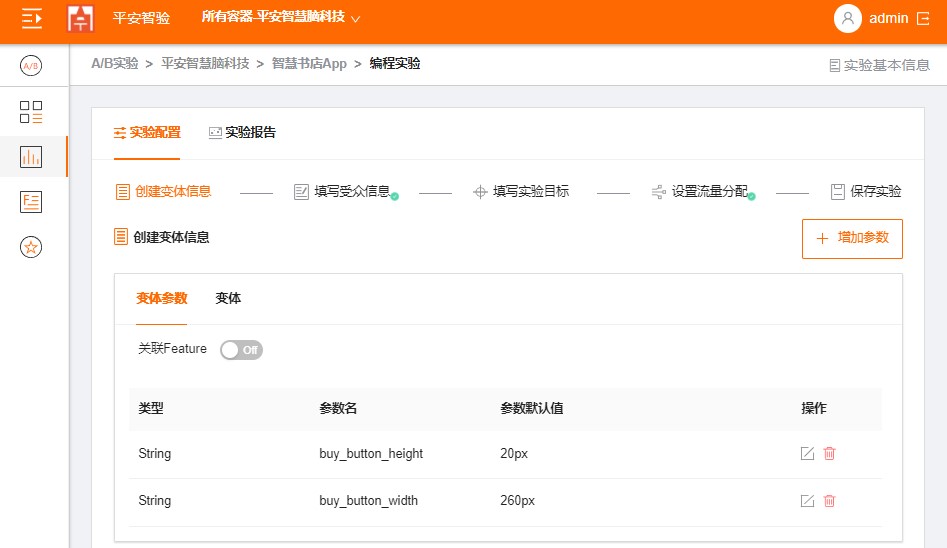 平安智验 所有容器-平安智慧脑科技 admin
A/B
A/B实验 > 平安智慧脑科技 > 智慧书店App > 编程实验 实验基本信息
实验配置 实验报告
创建变体信息 填写受众信息 填写实验目标 设置流量分配 保存实验
创建变体信息 + 增加参数
变体参数 变体
关联Feature Off
类型 参数名 参数默认值 操作
String buy_button_height 20px
String buy_button_width 260px